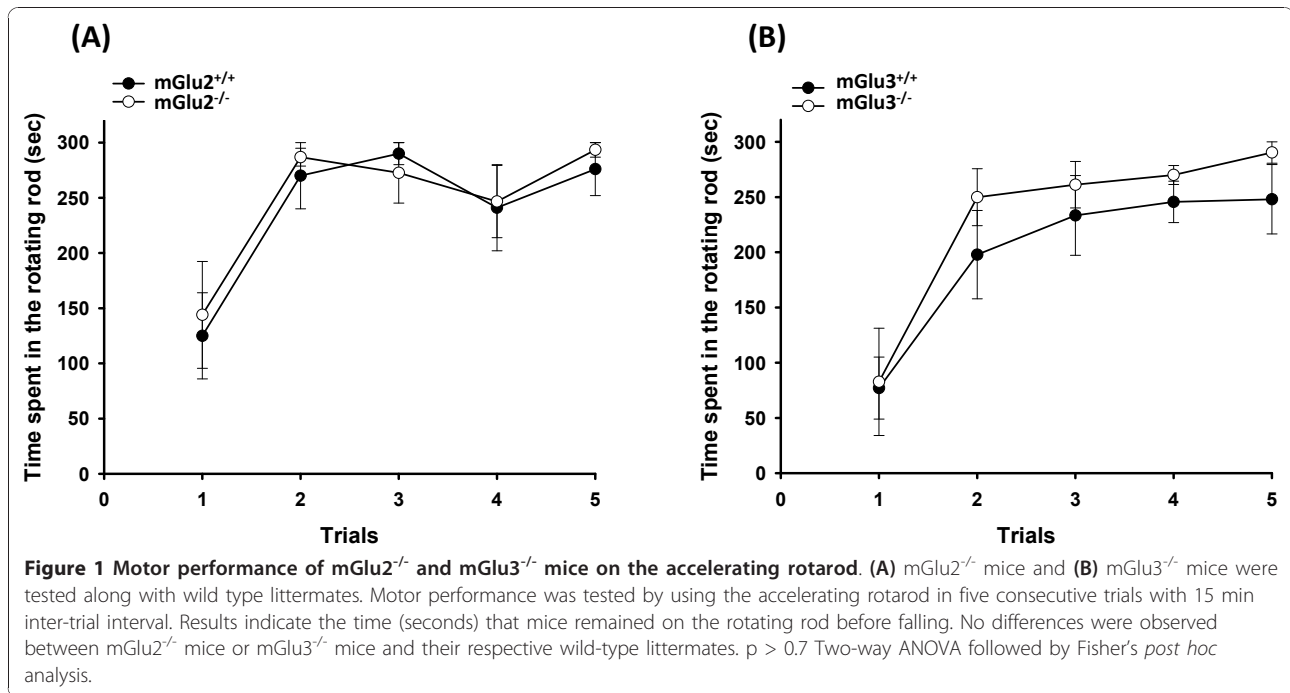 (A)
mGlu2+/+
mGlu2-/-
Time spent in the rotating rod (sec)
300
250
200
150
100
50
0
0 1 2 3 4 5
Trials
(B)
mGlu3+/+
mGlu3-/-
Time spent in the rotating rod (sec)
300
250
200
150
100
50
0
0 1 2 3 4 5
Trials
Figure 1 Motor performance of mGlu2-/- and mGlu3-/- mice on the accelerating rotarod. (A) mGlu2-/- mice and (B) mGlu3-/- mice were
tested along with wild type littermates. Motor performance was tested by using the accelerating rotarod in five consecutive trials with 15 min
inter-trial interval. Results indicate the time (seconds) that mice remained on the rotating rod before falling. No differences were observed
between mGlu2-/- mice or mGlu3-/- mice and their respective wild-type littermates. p > 0.7 Two-way ANOVA followed by Fisher's post hoc
analysis.